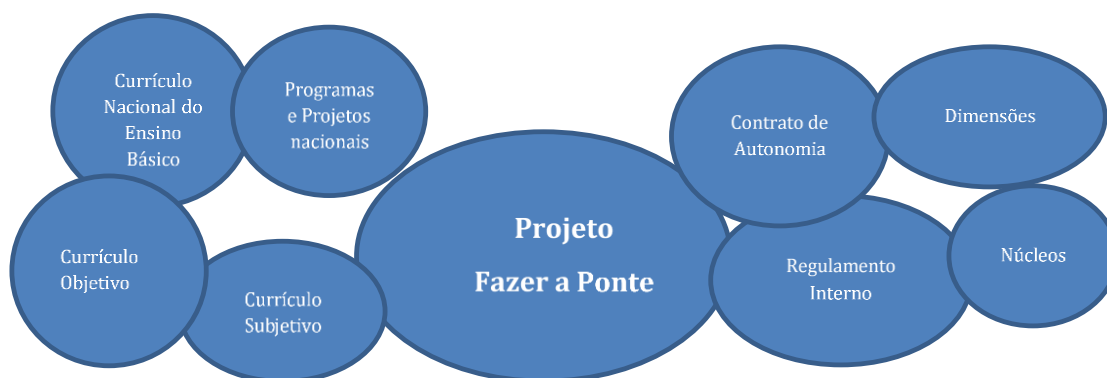 Currículo
Nacional do
Ensino
Básico
Programas
e Projetos
nacionais
Currículo
Objetivo
Currículo
Subjetivo
Projeto
Fazer a Ponte
Contrato de
Autonomia
Dimensões
Regulamento
Interno
Núcleos